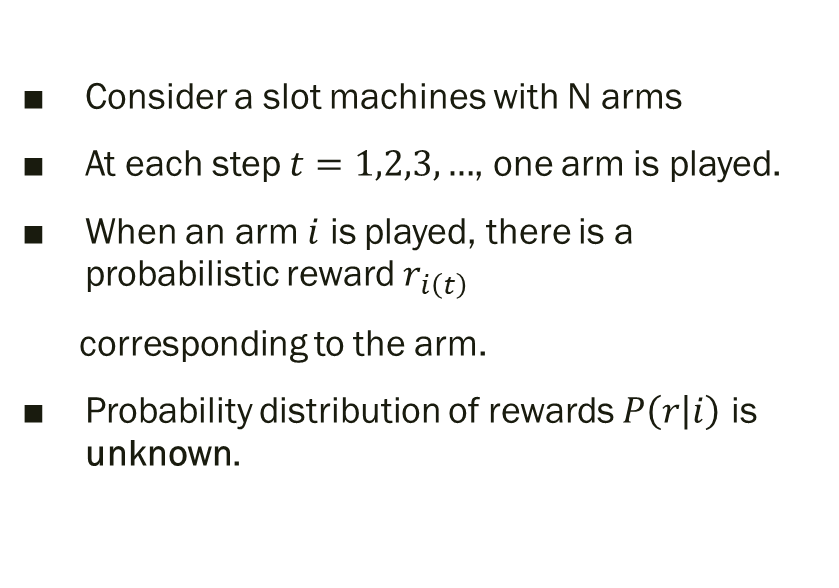 ■ Consider a slot machines with N arms
■ At each step t = 1,2,3, …, one arm is played.
■ When an arm i is played, there is a
probabilistic reward r_{i(t)}
corresponding to the arm.
■ Probability distribution of rewards P(r|i) is
unknown.